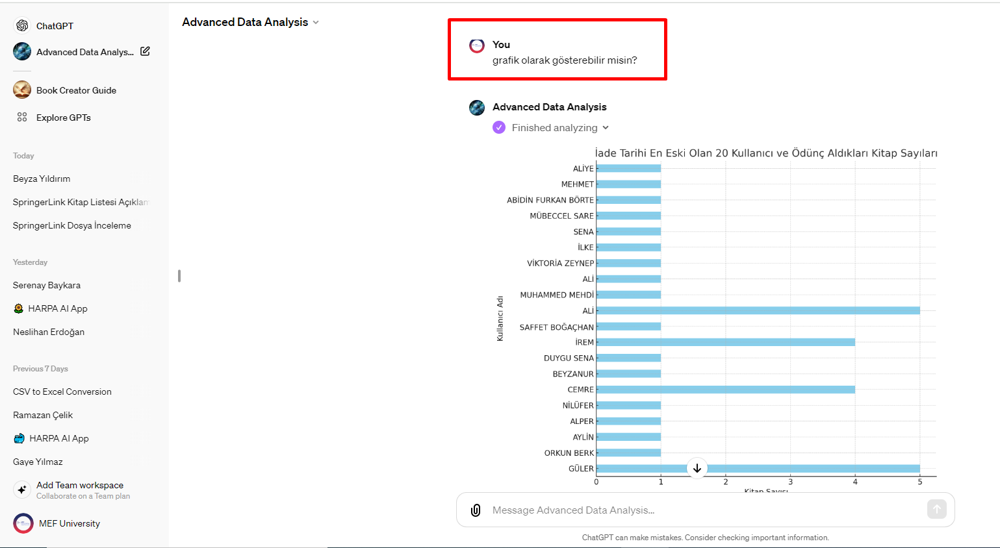 ChatGPT
Advanced Data Analys...
Book Creator Guide
Explore GPTs
Today
Beyza Yıldırım
SpringerLink Kitap Listesi Açıklam
SpringerLink Dosya İnceleme
Yesterday
Serenay Baykara
HARPA AI App
Neslihan Erdoğan
Previous 7 Days
CSV to Excel Conversion
Ramazan Çelik
HARPA AI App
Gaye Yılmaz
Add Team workspace
Collaborate on a Team plan
MEF University
Advanced Data Analysis
You
grafik olarak gösterebilir misin?
Advanced Data Analysis
Finished analyzing
İade Tarihi En Eski Olan 20 Kullanıcı ve Ödünç Aldıkları Kitap Sayıları
Kullanıcı Adı
ALİYE
MEHMET
ABİDİN FURKAN BÖRTE
MÜBECCEL SARE
SENA
İLKE
VİKTORİA ZEYNEP
ALİ
MUHAMMED MEHDİ
ALİ
SAFFET BOĞAÇHAN
İREM
DUYGU SENA
BEYZANUR
CEMRE
NİLÜFER
ALPER
AYLİN
ORKUN BERK
GÜLER
0 1 2 3 4 5
Kitap Sayısı
Message Advanced Data Analysis...
ChatGPT can make mistakes. Consider checking important information.